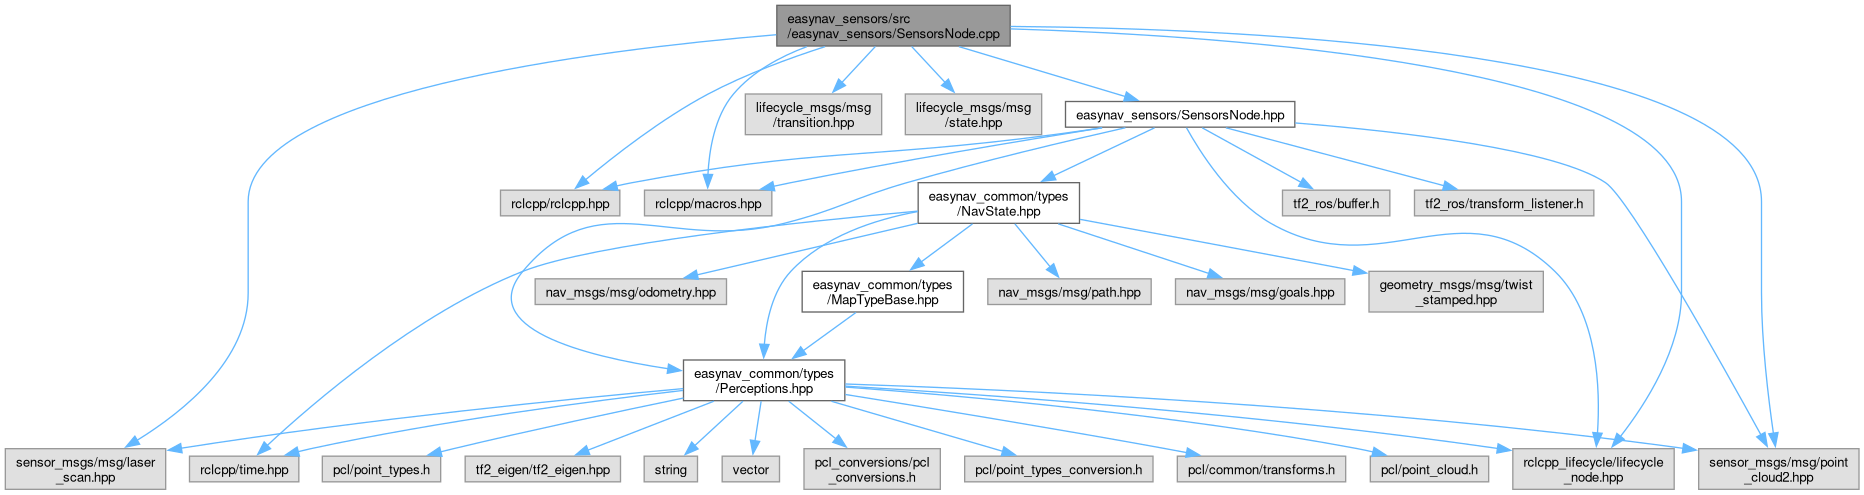 easynav_sensors/src
/easynav_sensors/SensorsNode.cpp
lifecycle_msgs/msg
/transition.hpp
lifecycle_msgs/msg
/state.hpp
easynav_sensors/SensorsNode.hpp
rclcpp/rclcpp.hpp
rclcpp/macros.hpp
easynav_common/types
/NavState.hpp
tf2_ros/buffer.h
tf2_ros/transform_listener.h
nav_msgs/msg/odometry.hpp
easynav_common/types
/MapTypeBase.hpp
nav_msgs/msg/path.hpp
nav_msgs/msg/goals.hpp
geometry_msgs/msg/twist
_stamped.hpp
easynav_common/types
/Perceptions.hpp
sensor_msgs/msg/laser
_scan.hpp
rclcpp/time.hpp
pcl/point_types.h
tf2_eigen/tf2_eigen.hpp
string
vector
pcl_conversions/pcl
_conversions.h
pcl/point_types_conversion.h
pcl/common/transforms.h
pcl/point_cloud.h
rclcpp_lifecycle/lifecycle
_node.hpp
sensor_msgs/msg/point
_cloud2.hpp